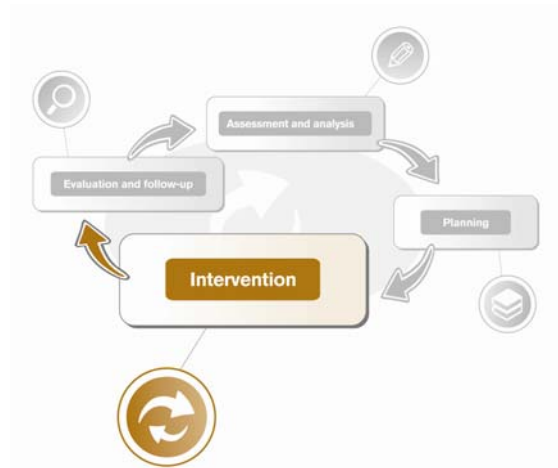 Assessment and analysis
Evaluation and follow-up
Planning
Intervention